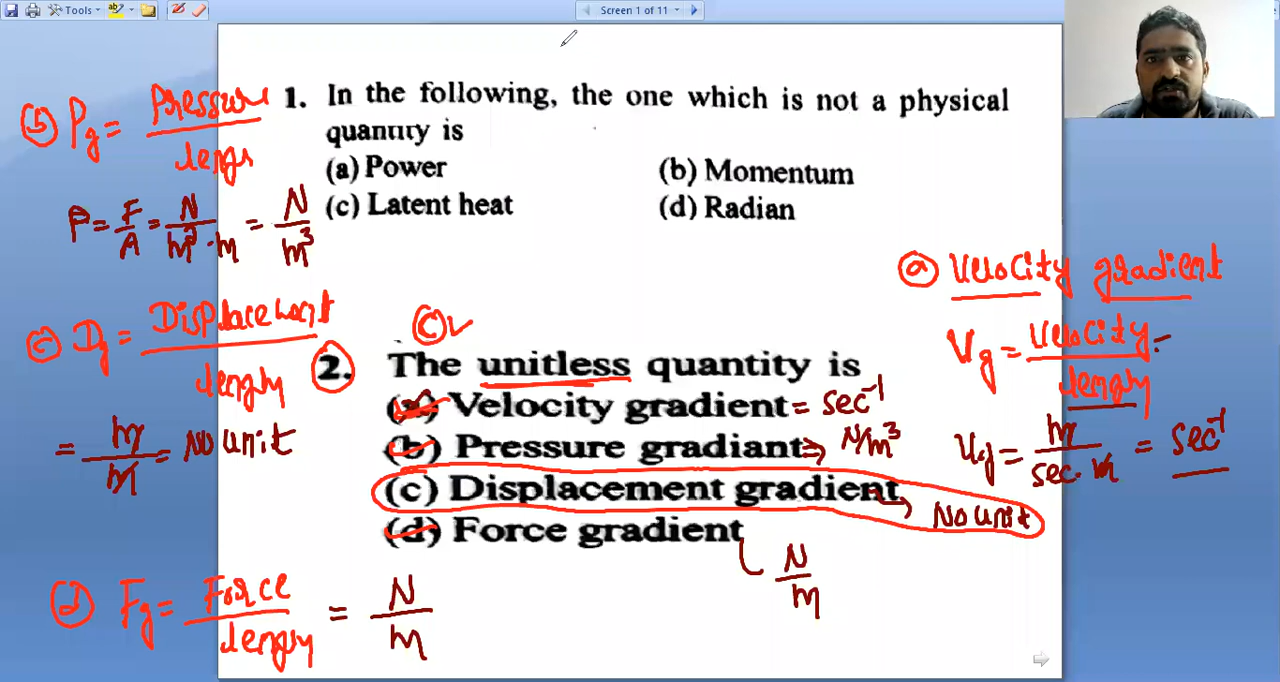 Tools
Screen 1 of 11
1. In the following, the one which is not a physical
quantity is
(a) Power (b) Momentum
(c) Latent heat (d) Radian
(b) Pg = Pressure / lengs
P = F/A = N/m² · m = N/m³
(c) Dg = Displacement / length
= m/m = No unit
(c) ✓
2. The unitless quantity is
(a) Velocity gradient = sec⁻¹
(b) Pressure gradiant ⇒ N/m³
(c) Displacement gradient → No unit
(d) Force gradient
N/m
(a) Velocity gradient
Vg = Velocity / length =
Vg = m / sec · m = sec⁻¹
(d) Fg = Force / length = N/m